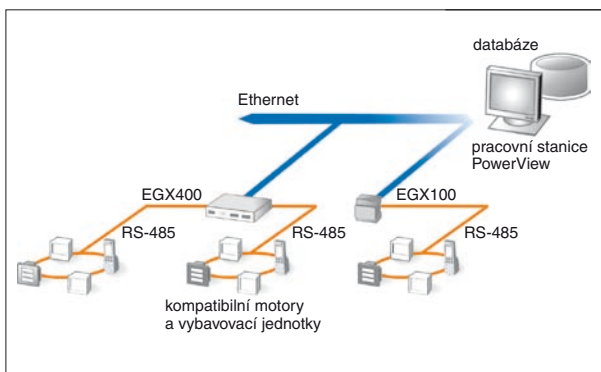 databáze
Ethernet
pracovní stanice
PowerView
EGX400
EGX100
RS-485
RS-485
RS-485
kompatibilní motory
a vybavovací jednotky